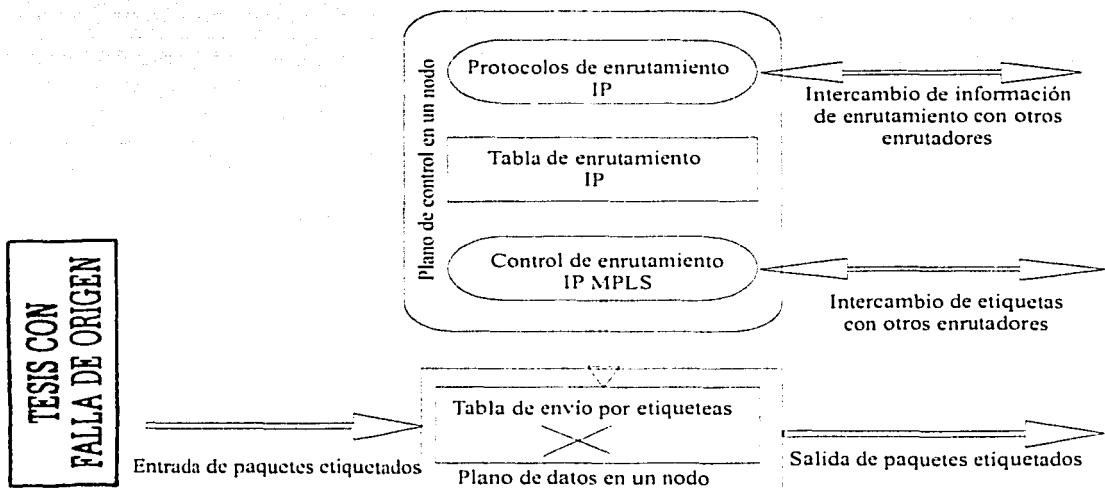 Plano de control en un nodo
Protocolos de enrutamiento
IP
Intercambio de información
de enrutamiento con otros
enrutadores
Tabla de enrutamiento
IP
Control de enrutamiento
IP MPLS
Intercambio de etiquetas
con otros enrutadores
TESIS CON
FALLA DE ORIGEN
Tabla de envío por etiqueteas
Entrada de paquetes etiquetados
Plano de datos en un nodo
Salida de paquetes etiquetados